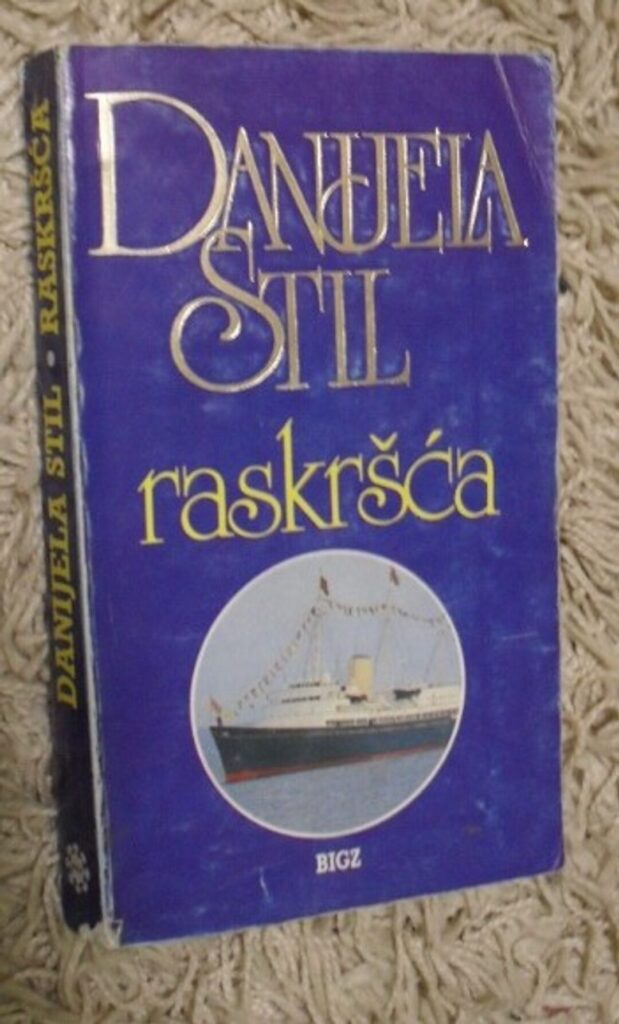 DANIJELA
STIL
raskršća
BIGZ
DANIJELA STIL • RASKRŠĆA